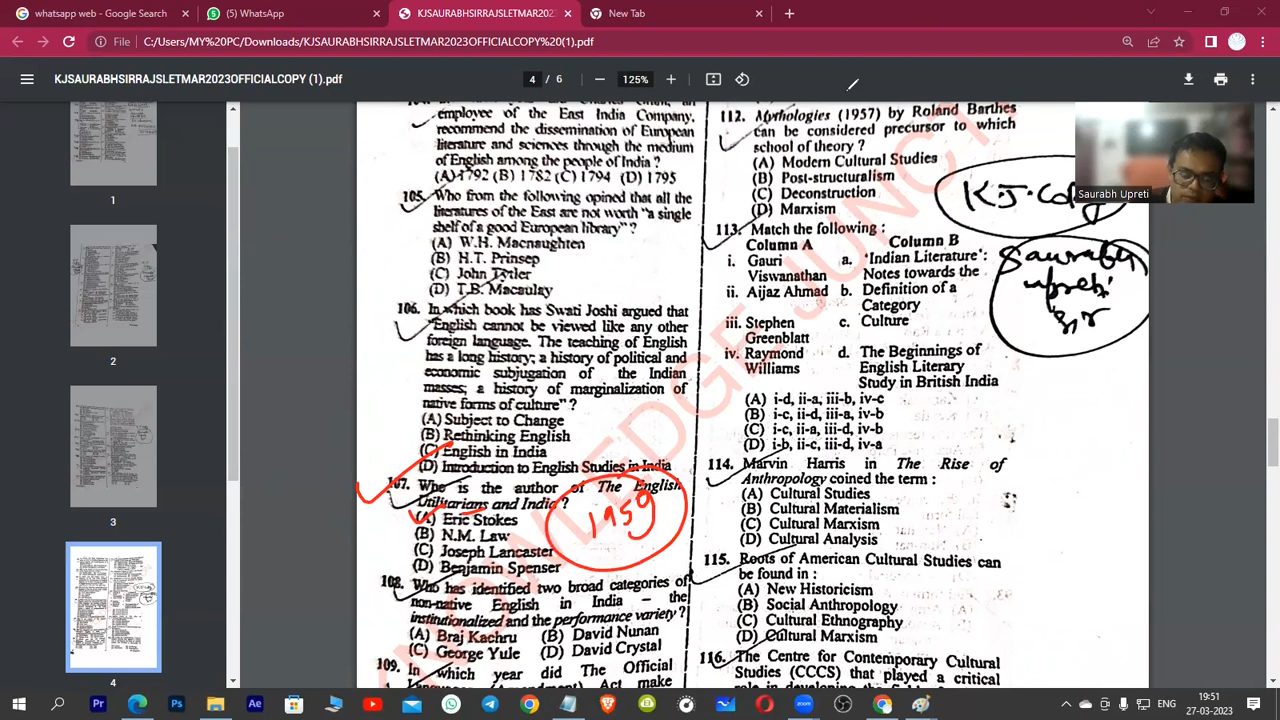 whatsapp web - Google Search
(5) WhatsApp
KJSAURABHSIRRAJSLETMAR2023OFFICIALCOPY
New Tab
File
C:/Users/MY%20PC/Downloads/KJSAURABHSIRRAJSLETMAR2023OFFICIALCOPY%20(1).pdf
KJSAURABHSIRRAJSLETMAR2023OFFICIALCOPY (1).pdf
4 / 6
125%
1
2
3
4
employee of the East India Company,
recommend the dissemination of European
literature and sciences through the medium
of English among the people of India ?
(A) 1792 (B) 1782 (C) 1794 (D) 1795
105. Who from the following opined that all the
literatures of the East are not worth “a single
shelf of a good European library” ?
(A) W.H. Macnaughten
(B) H.T. Prinsep
(C) John Tytler
(D) T.B. Macaulay
106. In which book has Swati Joshi argued that
“English cannot be viewed like any other
foreign language. The teaching of English
has a long history; a history of political and
economic subjugation of the Indian
masses; a history of marginalization of
native forms of culture” ?
(A) Subject to Change
(B) Rethinking English
(C) English in India
(D) Introduction to English Studies in India
107. Who is the author of The English
Utilitarians and India ?
(A) Eric Stokes
(B) N.M. Law
(C) Joseph Lancaster
(D) Benjamin Spenser
1959
108. Who has identified two broad categories of
non-native English in India – the
institutionalized and the performance variety ?
(A) Braj Kachru (B) David Nunan
(C) George Yule (D) David Crystal
109. In which year did The Official
112. Mythologies (1957) by Roland Barthes
can be considered precursor to which
school of theory ?
(A) Modern Cultural Studies
(B) Post-structuralism
(C) Deconstruction
(D) Marxism
113. Match the following :
Column A Column B
i. Gauri a. ‘Indian Literature’:
Viswanathan Notes towards the
ii. Aijaz Ahmad b. Definition of a
Category
iii. Stephen c. Culture
Greenblatt
iv. Raymond d. The Beginnings of
Williams English Literary
Study in British India
(A) i-d, ii-a, iii-b, iv-c
(B) i-c, ii-d, iii-a, iv-b
(C) i-c, ii-a, iii-d, iv-b
(D) i-b, ii-c, iii-d, iv-a
114. Marvin Harris in The Rise of
Anthropology coined the term :
(A) Cultural Studies
(B) Cultural Materialism
(C) Cultural Marxism
(D) Cultural Analysis
115. Roots of American Cultural Studies can
be found in :
(A) New Historicism
(B) Social Anthropology
(C) Cultural Ethnography
(D) Cultural Marxism
116. The Centre for Contemporary Cultural
Studies (CCCS) that played a critical
K.J.
Saurabh
Upreti
Sir
KNOWLEDGE JUNCT
Saurabh Upreti
ENG
19:51
27-03-2023